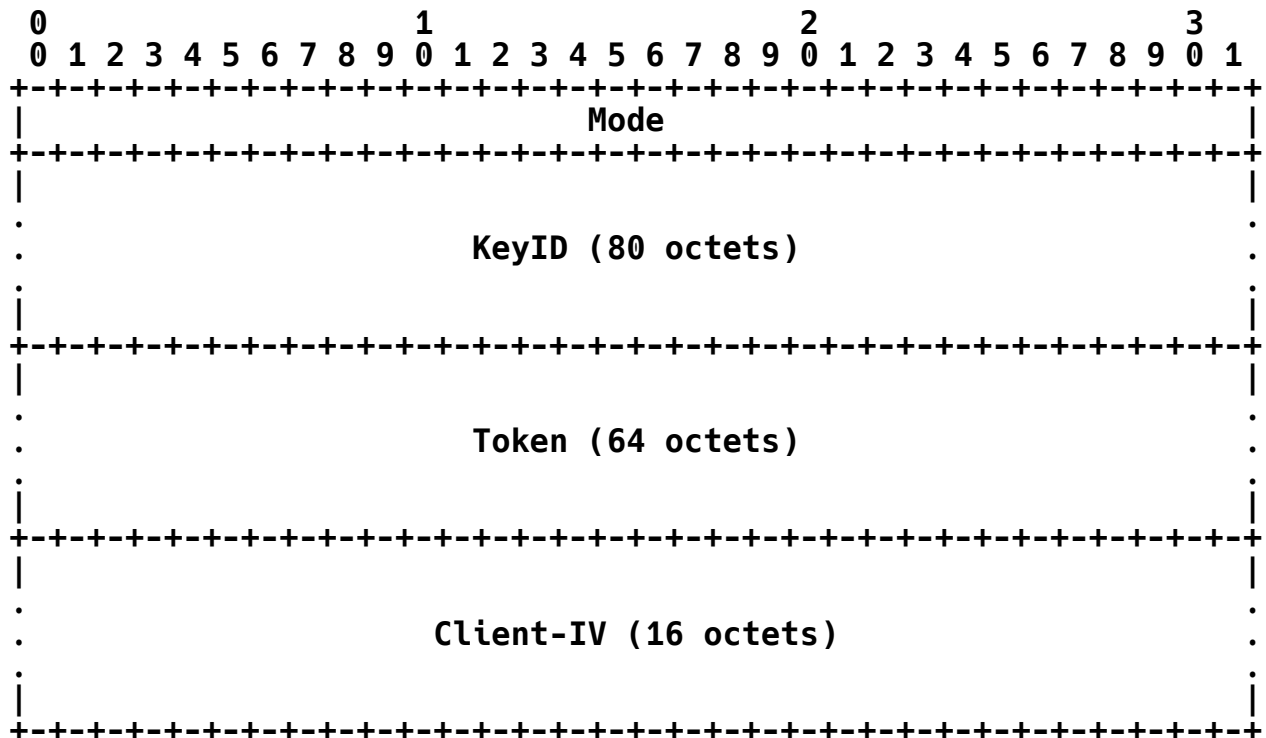 0                   1                   2                   3
 0 1 2 3 4 5 6 7 8 9 0 1 2 3 4 5 6 7 8 9 0 1 2 3 4 5 6 7 8 9 0 1
+-+-+-+-+-+-+-+-+-+-+-+-+-+-+-+-+-+-+-+-+-+-+-+-+-+-+-+-+-+-+-+-+
|                             Mode                              |
+-+-+-+-+-+-+-+-+-+-+-+-+-+-+-+-+-+-+-+-+-+-+-+-+-+-+-+-+-+-+-+-+
|                                                               |
.                                                               .
.                       KeyID (80 octets)                       .
.                                                               .
|                                                               |
+-+-+-+-+-+-+-+-+-+-+-+-+-+-+-+-+-+-+-+-+-+-+-+-+-+-+-+-+-+-+-+-+
|                                                               |
.                                                               .
.                       Token (64 octets)                       .
.                                                               .
|                                                               |
+-+-+-+-+-+-+-+-+-+-+-+-+-+-+-+-+-+-+-+-+-+-+-+-+-+-+-+-+-+-+-+-+
|                                                               |
.                                                               .
.                     Client-IV (16 octets)                     .
.                                                               .
|                                                               |
+-+-+-+-+-+-+-+-+-+-+-+-+-+-+-+-+-+-+-+-+-+-+-+-+-+-+-+-+-+-+-+-+